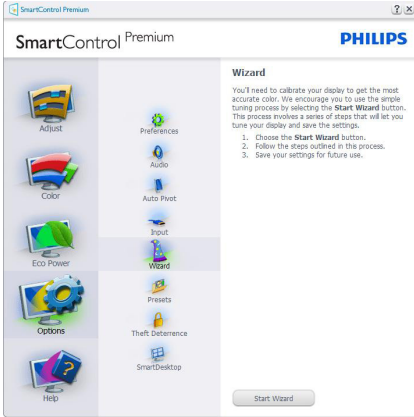 SmartControl Premium
SmartControl Premium
PHILIPS
Adjust
Color
Eco Power
Options
Help
Preferences
Audio
Auto Pivot
Input
Wizard
Presets
Theft Deterrence
SmartDesktop
Wizard
You'll need to calibrate your display to get the most
accurate color. We encourage you to use the simple
tuning process by selecting the Start Wizard button.
This process involves a series of steps that will let you
tune your display and save the settings.
1. Choose the Start Wizard button.
2. Follow the steps outlined in this process.
3. Save your settings for future use.
Start Wizard